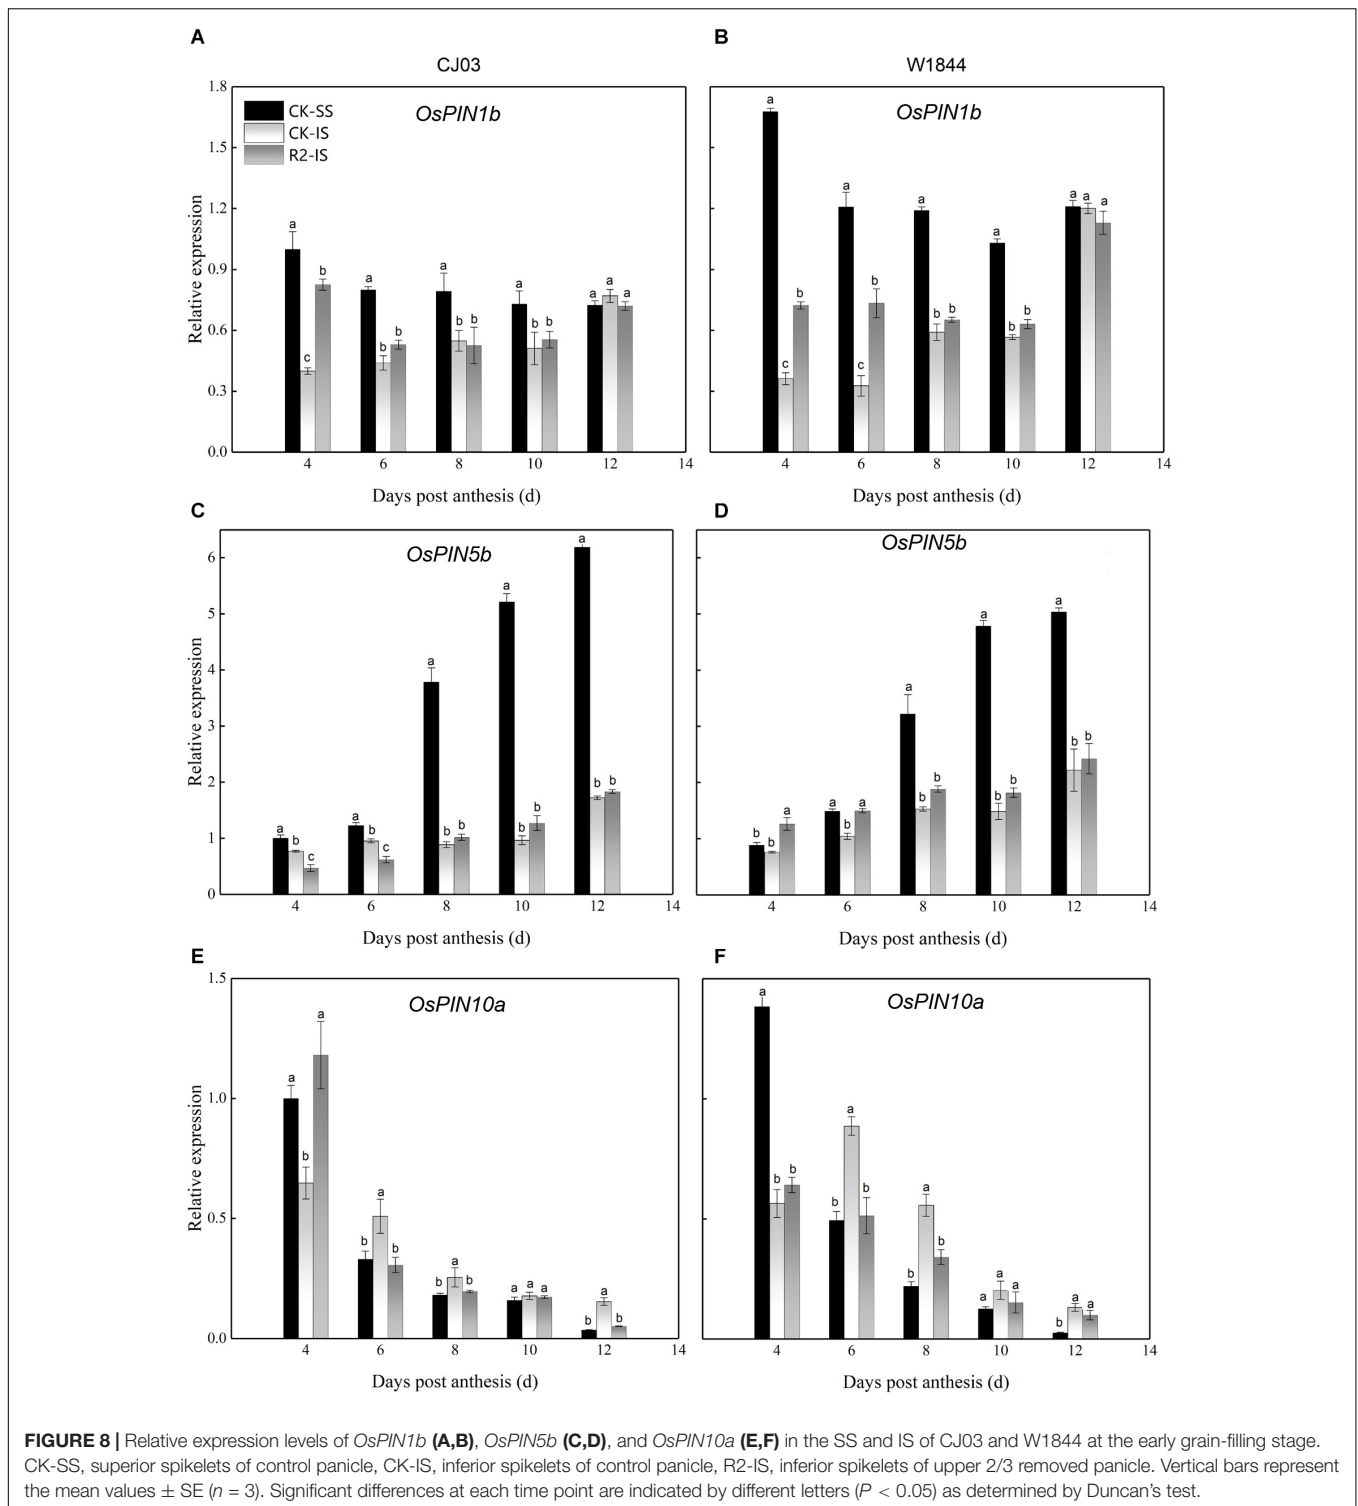 A
B
CJ03
W1844
1.8
1.5
1.2
0.9
0.6
0.3
0.0
Relative expression
CK-SS
CK-IS
R2-IS
OsPIN1b
a
c
b
a
b
b
a
b
b
a
b
b
a
a
a
4
6
8
10
12
14
Days post anthesis (d)
OsPIN1b
a
c
b
a
c
b
a
b
b
a
b
b
a
a
a
4
6
8
10
12
14
Days post anthesis (d)
C
D
6
5
4
3
2
1
0
Relative expression
OsPIN5b
a
b
c
a
b
c
a
b
b
a
b
b
a
b
b
4
6
8
10
12
14
Days post anthesis (d)
OsPIN5b
b
b
a
a
b
a
a
b
b
a
b
b
a
b
b
4
6
8
10
12
14
Days post anthesis (d)
E
F
1.5
1.0
0.5
0.0
Relative expression
OsPIN10a
a
b
a
b
a
b
b
a
b
a
a
a
b
a
b
4
6
8
10
12
14
Days post anthesis (d)
OsPIN10a
a
b
b
b
a
b
b
a
b
a
a
a
b
a
a
4
6
8
10
12
14
Days post anthesis (d)
FIGURE 8 | Relative expression levels of OsPIN1b (A,B), OsPIN5b (C,D), and OsPIN10a (E,F) in the SS and IS of CJ03 and W1844 at the early grain-filling stage.
CK-SS, superior spikelets of control panicle, CK-IS, inferior spikelets of control panicle, R2-IS, inferior spikelets of upper 2/3 removed panicle. Vertical bars represent
the mean values ± SE (n = 3). Significant differences at each time point are indicated by different letters (P < 0.05) as determined by Duncan's test.